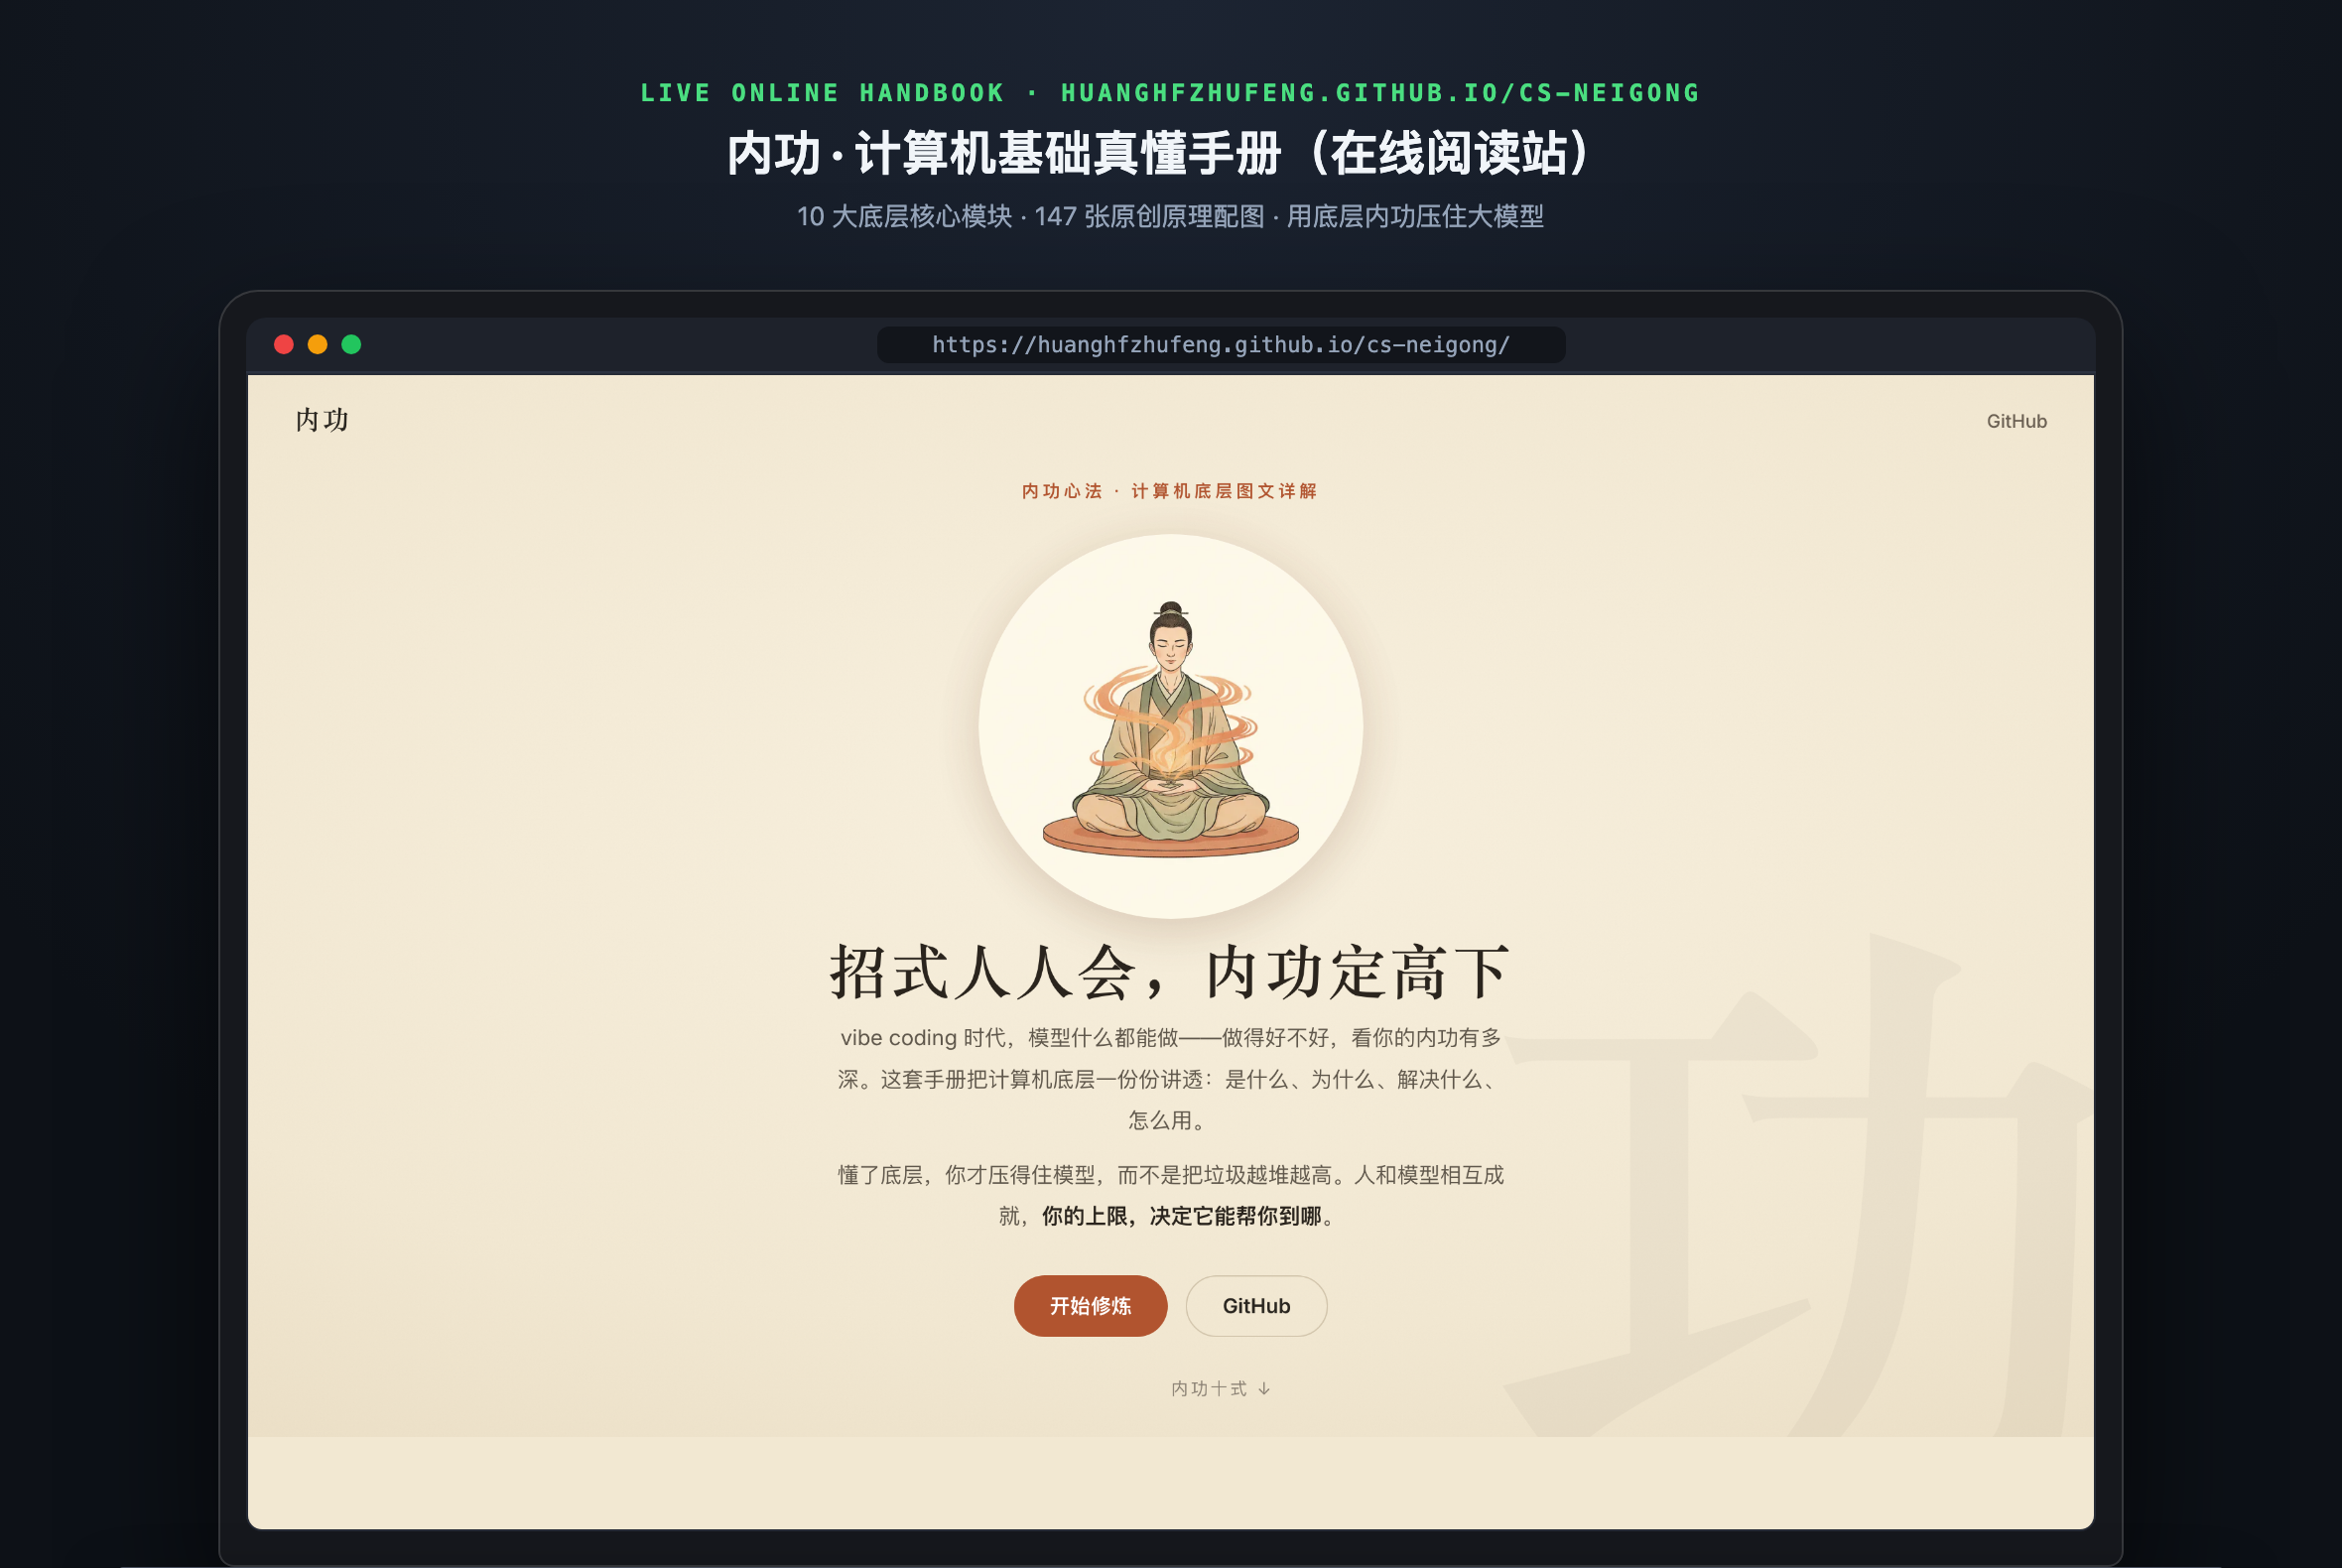 LIVE ONLINE HANDBOOK · HUANGHFZHUFENG.GITHUB.IO/CS-NEIGONG
内功·计算机基础真懂手册（在线阅读站）
10 大底层核心模块 · 147 张原创原理配图 · 用底层内功压住大模型
https://huanghfzhufeng.github.io/cs-neigong/
内功
GitHub
内功心法 · 计算机底层图文详解
招式人人会，内功定高下
vibe coding 时代，模型什么都能做——做得好不好，看你的内功有多
深。这套手册把计算机底层一份份讲透：是什么、为什么、解决什么、
怎么用。
懂了底层，你才压得住模型，而不是把垃圾越堆越高。人和模型相互成
就，你的上限，决定它能帮你到哪。
开始修炼
GitHub
内功十式 ↓
功